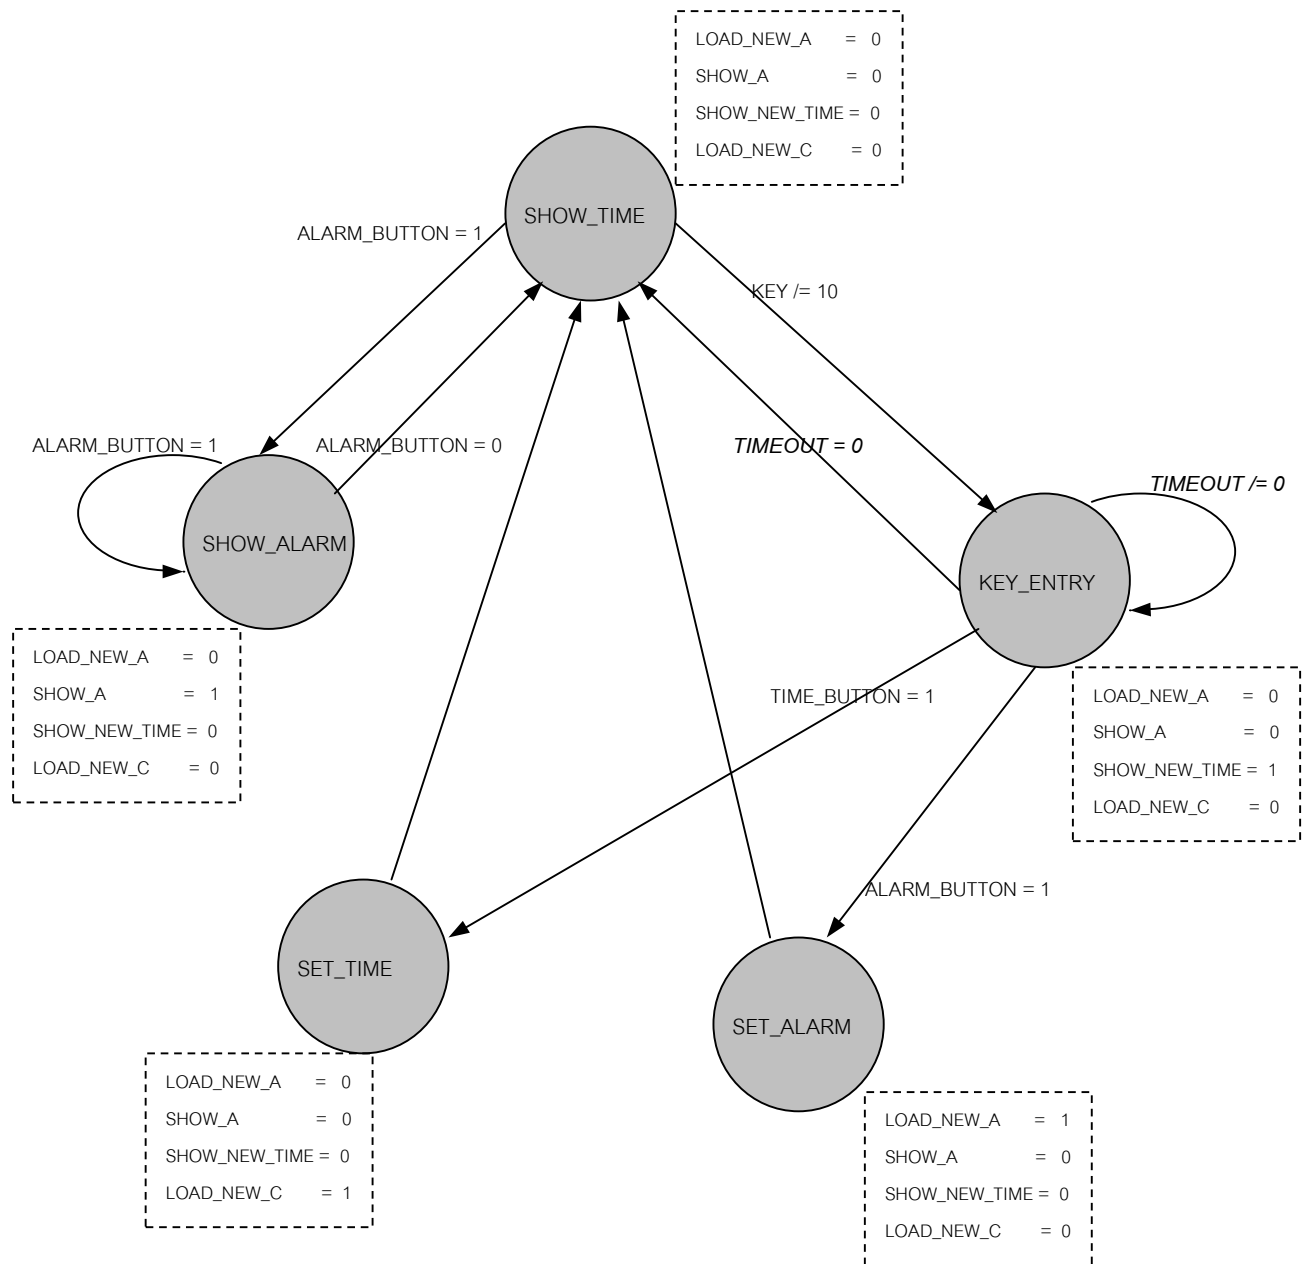 LOAD_NEW_A = 0
SHOW_A = 0
SHOW_NEW_TIME = 0
LOAD_NEW_C = 0
SHOW_TIME
ALARM_BUTTON = 1
KEY /= 10
ALARM_BUTTON = 1
ALARM_BUTTON = 0
TIMEOUT = 0
TIMEOUT /= 0
SHOW_ALARM
KEY_ENTRY
LOAD_NEW_A = 0
SHOW_A = 1
SHOW_NEW_TIME = 0
LOAD_NEW_C = 0
TIME_BUTTON = 1
LOAD_NEW_A = 0
SHOW_A = 0
SHOW_NEW_TIME = 1
LOAD_NEW_C = 0
ALARM_BUTTON = 1
SET_TIME
SET_ALARM
LOAD_NEW_A = 0
SHOW_A = 0
SHOW_NEW_TIME = 0
LOAD_NEW_C = 1
LOAD_NEW_A = 1
SHOW_A = 0
SHOW_NEW_TIME = 0
LOAD_NEW_C = 0